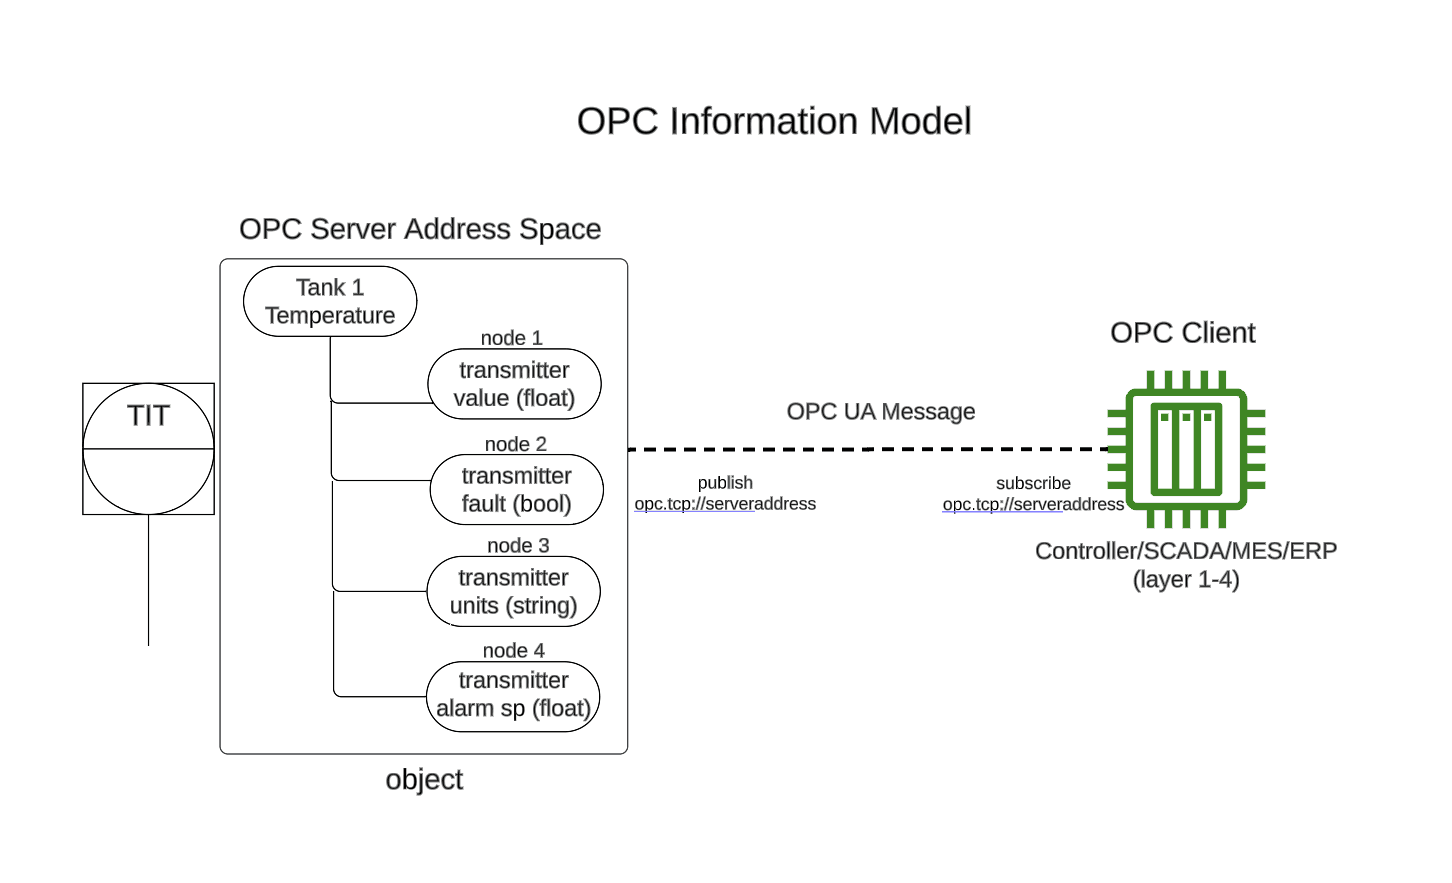 OPC Information Model
OPC Server Address Space
Tank 1
Temperature
node 1
transmitter
value (float)
node 2
transmitter
fault (bool)
node 3
transmitter
units (string)
node 4
transmitter
alarm sp (float)
object
TIT
OPC UA Message
publish
opc.tcp://serveraddress
subscribe
opc.tcp://serveraddress
OPC Client
Controller/SCADA/MES/ERP
(layer 1-4)